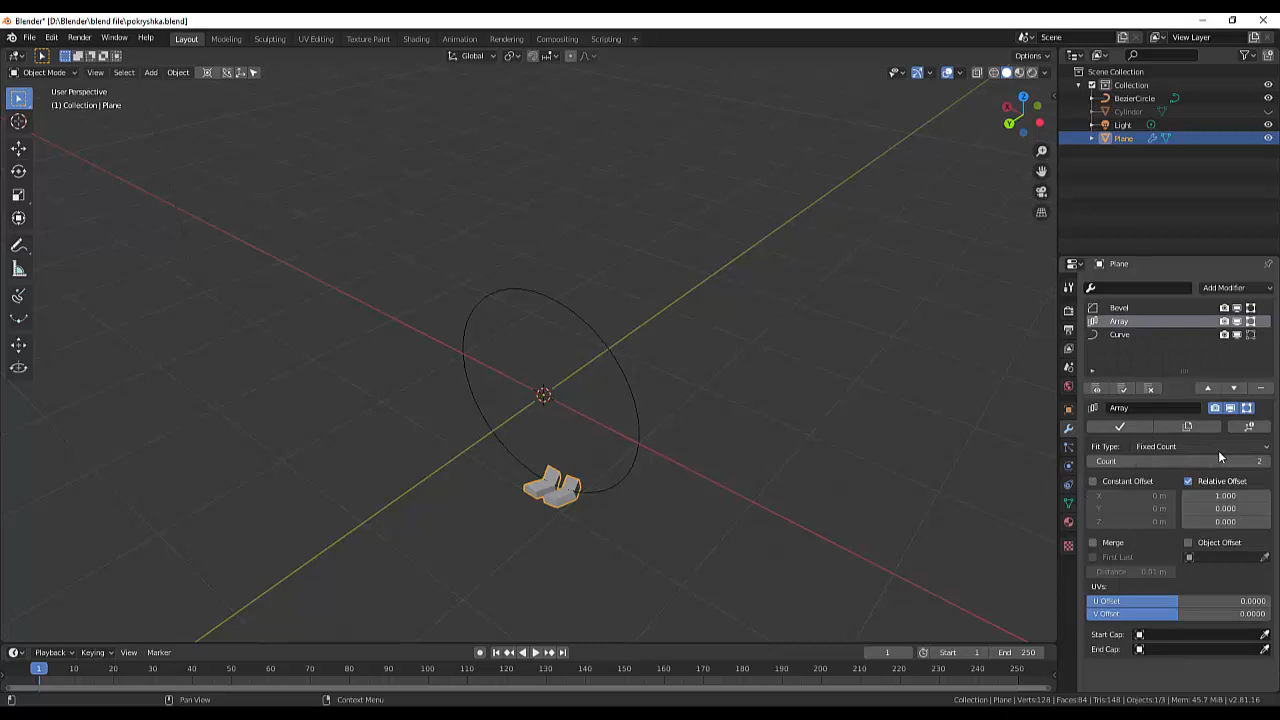 Blender* [D:\Blender\blend file\pokryshka.blend]
File Edit Render Window Help Layout Modeling Sculpting UV Editing Texture Paint Shading Animation Rendering Compositing Scripting + Scene View Layer
Global Options
Object Mode View Select Add Object
Scene Collection
Collection
BezierCircle
Cylinder
Light
Plane
User Perspective
(1) Collection | Plane
X
Y
Z
Plane
Add Modifier
Bevel
Array
Curve
Array
Fit Type: Fixed Count
Count 2
Constant Offset Relative Offset
X 0 m 1.000
Y 0 m 0.000
Z 0 m 0.000
Merge Object Offset
First Last
Distance 0.01 m
UVs:
U Offset 0.0000
V Offset 0.0000
Start Cap:
End Cap:
Playback Keying View Marker 1 Start 1 End 250
1 10 20 30 40 50 60 70 80 90 100 110 120 130 140 150 160 170 180 190 200 210 220 230 240 250
Pan View Context Menu Collection | Plane | Verts:128 | Faces:84 | Tris:148 | Objects:1/3 | Mem: 45.7 MiB | v2.81.16